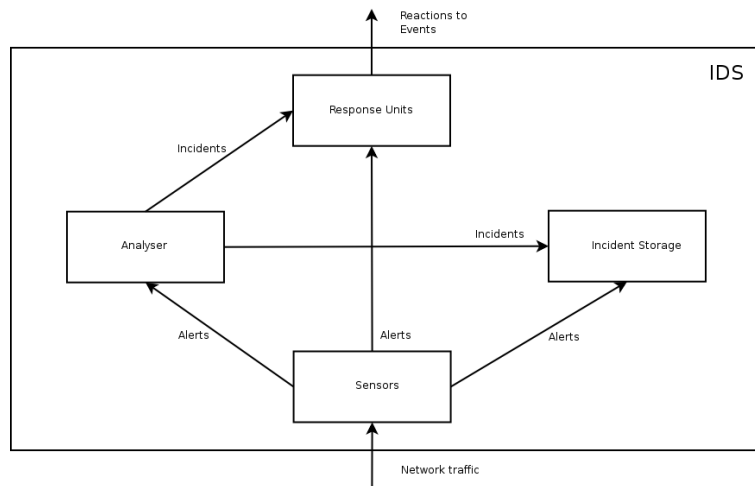 Reactions to
Events
IDS
Response Units
Incidents
Analyser
Incidents
Incident Storage
Alerts
Alerts
Alerts
Sensors
Network traffic